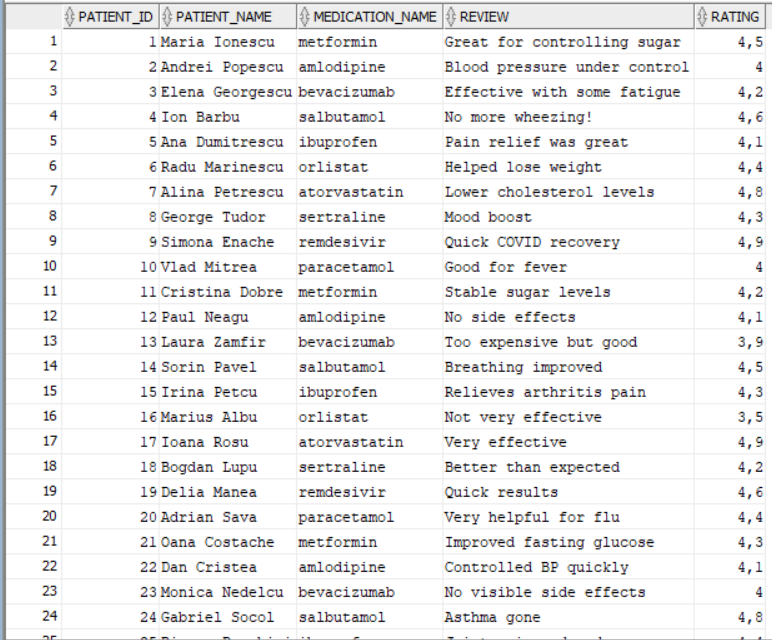 PATIENT_ID PATIENT_NAME MEDICATION_NAME REVIEW RATING
1 1 Maria Ionescu metformin Great for controlling sugar 4,5
2 2 Andrei Popescu amlodipine Blood pressure under control 4
3 3 Elena Georgescu bevacizumab Effective with some fatigue 4,2
4 4 Ion Barbu salbutamol No more wheezing! 4,6
5 5 Ana Dumitrescu ibuprofen Pain relief was great 4,1
6 6 Radu Marinescu orlistat Helped lose weight 4,4
7 7 Alina Petrescu atorvastatin Lower cholesterol levels 4,8
8 8 George Tudor sertraline Mood boost 4,3
9 9 Simona Enache remdesivir Quick COVID recovery 4,9
10 10 Vlad Mitrea paracetamol Good for fever 4
11 11 Cristina Dobre metformin Stable sugar levels 4,2
12 12 Paul Neagu amlodipine No side effects 4,1
13 13 Laura Zamfir bevacizumab Too expensive but good 3,9
14 14 Sorin Pavel salbutamol Breathing improved 4,5
15 15 Irina Petcu ibuprofen Relieves arthritis pain 4,3
16 16 Marius Albu orlistat Not very effective 3,5
17 17 Ioana Rosu atorvastatin Very effective 4,9
18 18 Bogdan Lupu sertraline Better than expected 4,2
19 19 Delia Manea remdesivir Quick results 4,6
20 20 Adrian Sava paracetamol Very helpful for flu 4,4
21 21 Oana Costache metformin Improved fasting glucose 4,3
22 22 Dan Cristea amlodipine Controlled BP quickly 4,1
23 23 Monica Nedelcu bevacizumab No visible side effects 4
24 24 Gabriel Socol salbutamol Asthma gone 4,8